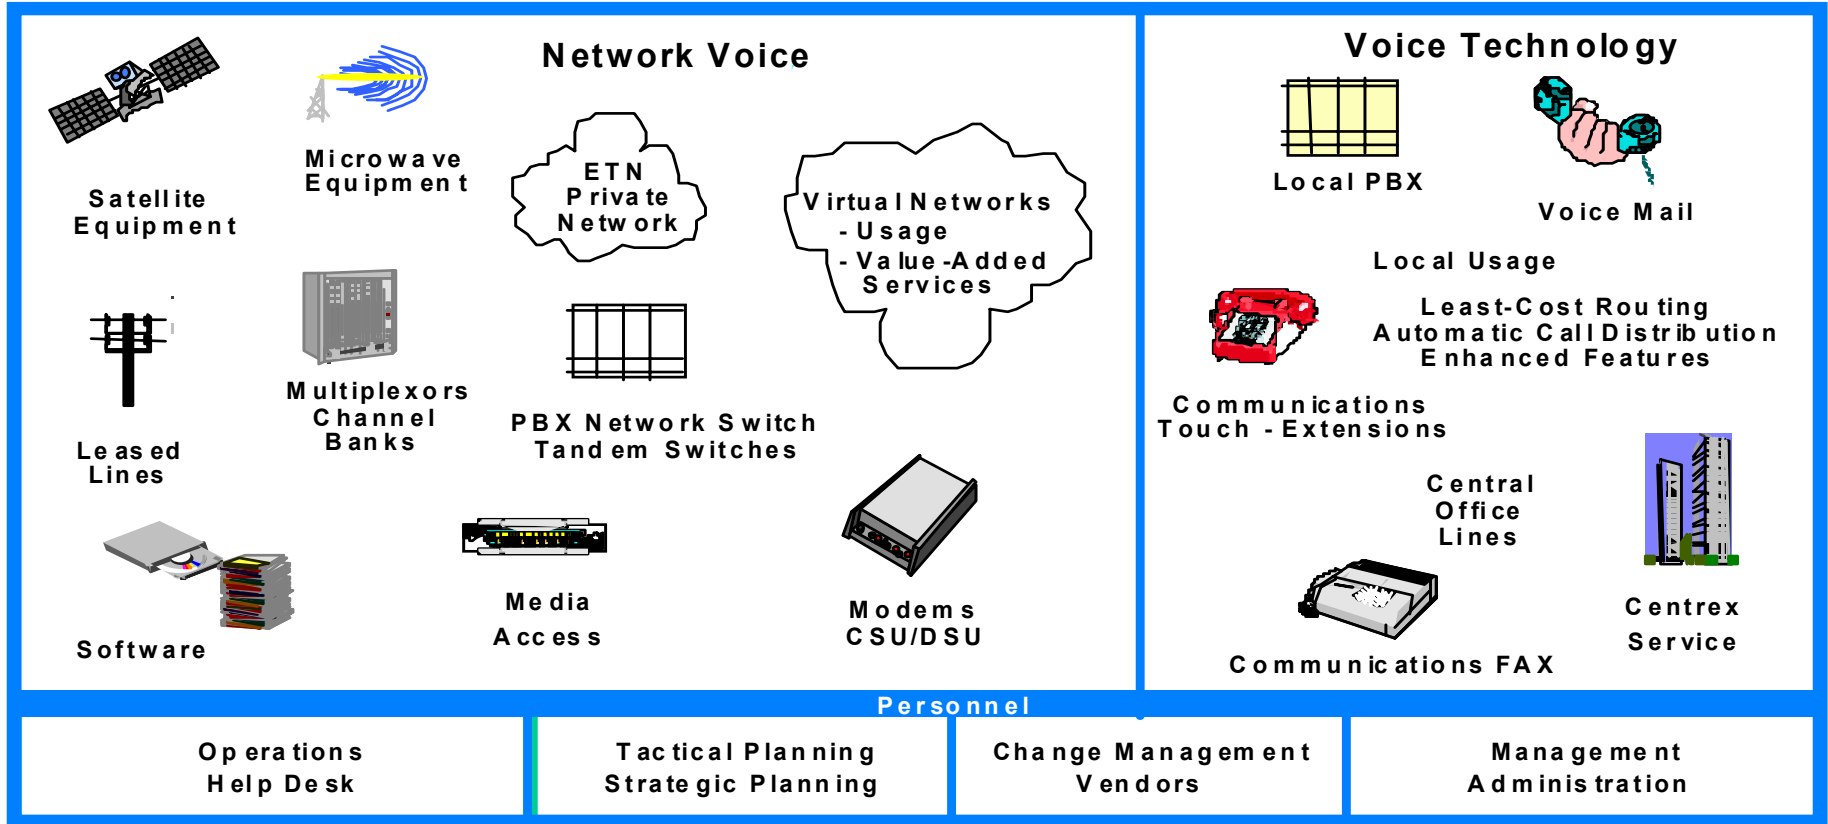 Network Voice
Satellite
Equipment
Microwave
Equipment
ETN
Private
Network
Virtual Networks
- Usage
- Value-Added
Services
Leased
Lines
Multiplexors
Channel
Banks
PBX Network Switch
Tandem Switches
Software
Media
Access
Modems
CSU/DSU
Voice Technology
Local PBX
Voice Mail
Local Usage
Least-Cost Routing
Automatic Call Distribution
Enhanced Features
Communications
Touch - Extensions
Central
Office
Lines
Centrex
Service
Communications FAX
Personnel
Operations
Help Desk
Tactical Planning
Strategic Planning
Change Management
Vendors
Management
Administration